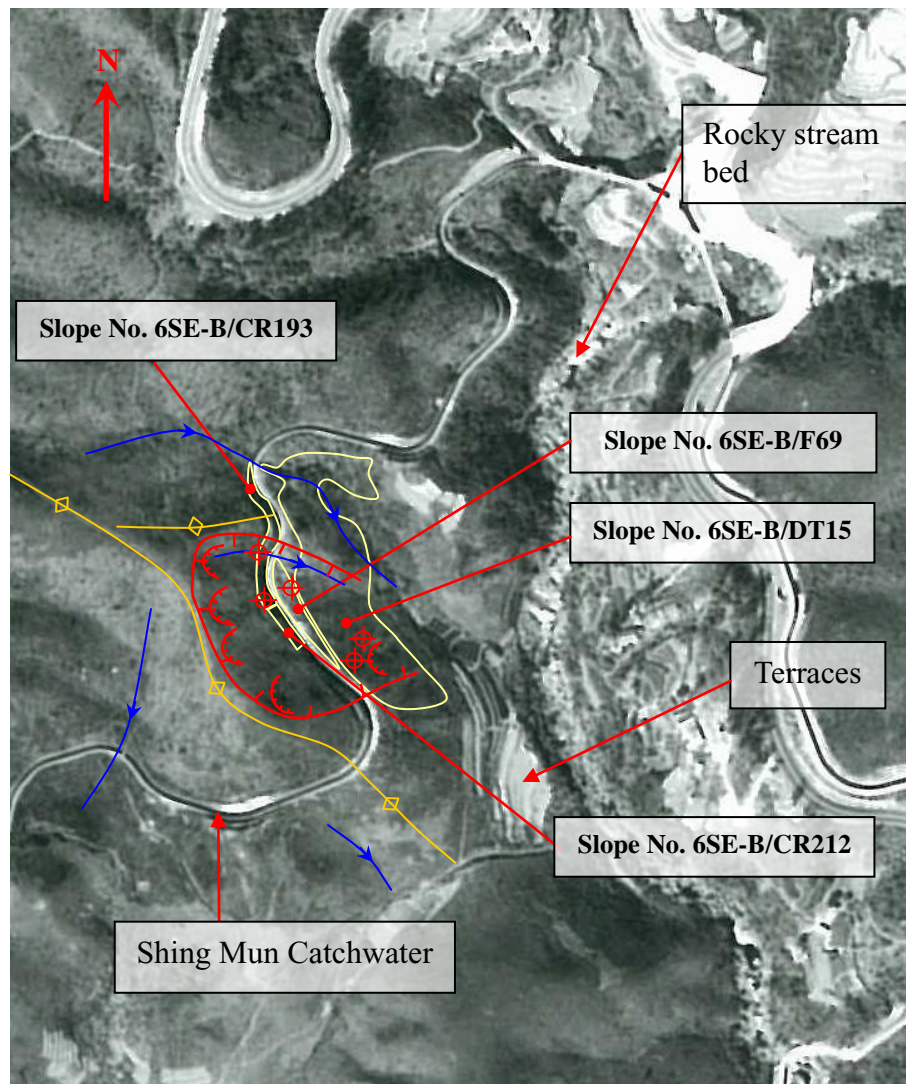 N
Rocky stream
bed
Slope No. 6SE-B/CR193
Slope No. 6SE-B/F69
Slope No. 6SE-B/DT15
Terraces
Slope No. 6SE-B/CR212
Shing Mun Catchwater